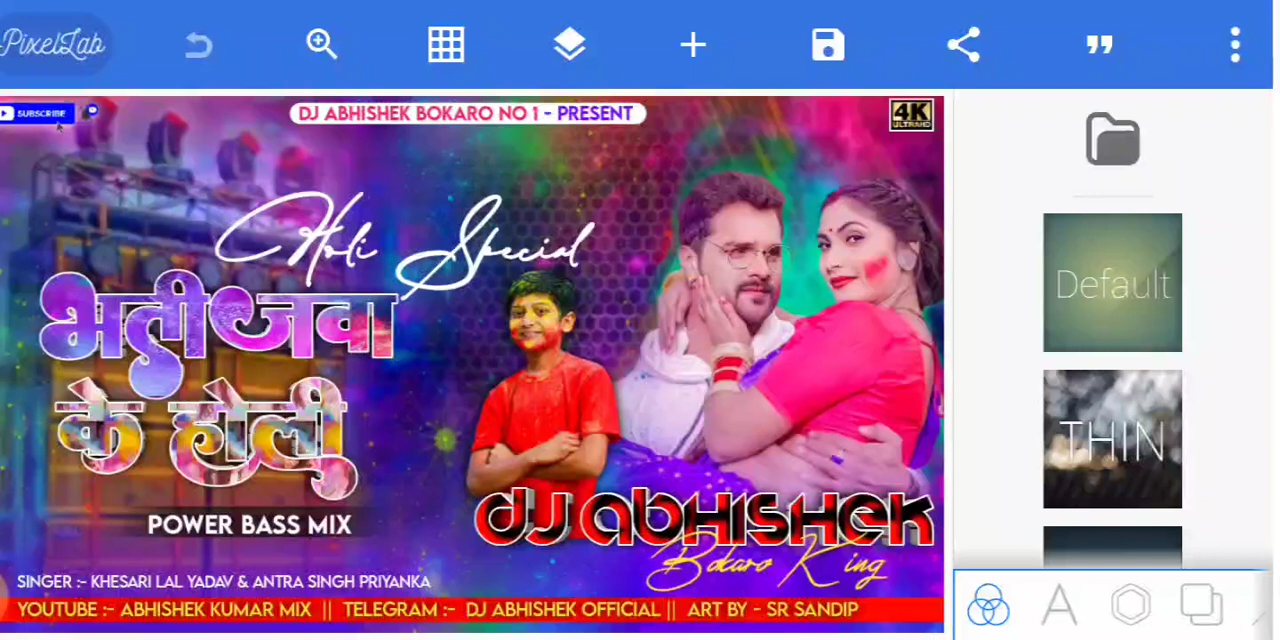 PixelLab
SUBSCRIBE
DJ ABHISHEK BOKARO NO 1 - PRESENT
4K
ULTRA HD
Holi Special
भतीजवा
के होली
POWER BASS MIX
DJ ABHISHEK
Bokaro King
SINGER :- KHESARI LAL YADAV & ANTRA SINGH PRIYANKA
YOUTUBE :- ABHISHEK KUMAR MIX || TELEGRAM :- DJ ABHISHEK OFFICIAL || ART BY - SR SANDIP
Default
THIN
A